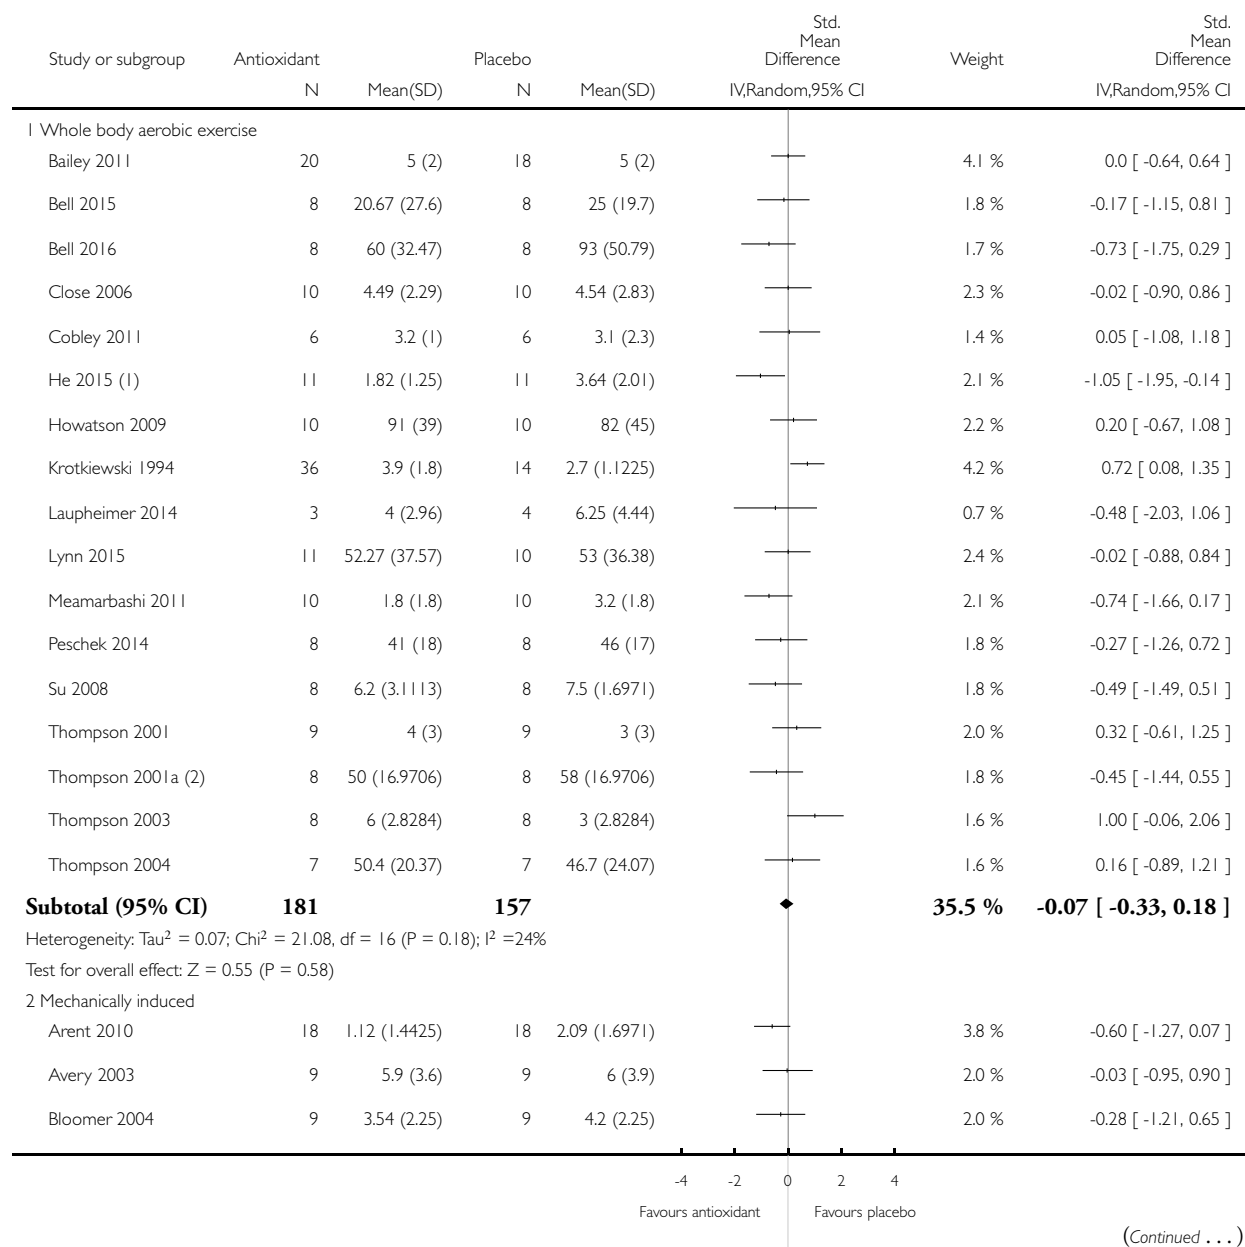 Std. Std.
Mean Mean
Study or subgroup Antioxidant Placebo Difference Weight Difference
N Mean(SD) N Mean(SD) IV,Random,95% CI IV,Random,95% CI
1 Whole body aerobic exercise
Bailey 2011 20 5 (2) 18 5 (2) 4.1 % 0.0 [ -0.64, 0.64 ]
Bell 2015 8 20.67 (27.6) 8 25 (19.7) 1.8 % -0.17 [ -1.15, 0.81 ]
Bell 2016 8 60 (32.47) 8 93 (50.79) 1.7 % -0.73 [ -1.75, 0.29 ]
Close 2006 10 4.49 (2.29) 10 4.54 (2.83) 2.3 % -0.02 [ -0.90, 0.86 ]
Cobley 2011 6 3.2 (1) 6 3.1 (2.3) 1.4 % 0.05 [ -1.08, 1.18 ]
He 2015 (1) 11 1.82 (1.25) 11 3.64 (2.01) 2.1 % -1.05 [ -1.95, -0.14 ]
Howatson 2009 10 91 (39) 10 82 (45) 2.2 % 0.20 [ -0.67, 1.08 ]
Krotkiewski 1994 36 3.9 (1.8) 14 2.7 (1.1225) 4.2 % 0.72 [ 0.08, 1.35 ]
Laupheimer 2014 3 4 (2.96) 4 6.25 (4.44) 0.7 % -0.48 [ -2.03, 1.06 ]
Lynn 2015 11 52.27 (37.57) 10 53 (36.38) 2.4 % -0.02 [ -0.88, 0.84 ]
Meamarbashi 2011 10 1.8 (1.8) 10 3.2 (1.8) 2.1 % -0.74 [ -1.66, 0.17 ]
Peschek 2014 8 41 (18) 8 46 (17) 1.8 % -0.27 [ -1.26, 0.72 ]
Su 2008 8 6.2 (3.1113) 8 7.5 (1.6971) 1.8 % -0.49 [ -1.49, 0.51 ]
Thompson 2001 9 4 (3) 9 3 (3) 2.0 % 0.32 [ -0.61, 1.25 ]
Thompson 2001a (2) 8 50 (16.9706) 8 58 (16.9706) 1.8 % -0.45 [ -1.44, 0.55 ]
Thompson 2003 8 6 (2.8284) 8 3 (2.8284) 1.6 % 1.00 [ -0.06, 2.06 ]
Thompson 2004 7 50.4 (20.37) 7 46.7 (24.07) 1.6 % 0.16 [ -0.89, 1.21 ]
Subtotal (95% CI) 181 157 35.5 % -0.07 [ -0.33, 0.18 ]
Heterogeneity: Tau² = 0.07; Chi² = 21.08, df = 16 (P = 0.18); I² =24%
Test for overall effect: Z = 0.55 (P = 0.58)
2 Mechanically induced
Arent 2010 18 1.12 (1.4425) 18 2.09 (1.6971) 3.8 % -0.60 [ -1.27, 0.07 ]
Avery 2003 9 5.9 (3.6) 9 6 (3.9) 2.0 % -0.03 [ -0.95, 0.90 ]
Bloomer 2004 9 3.54 (2.25) 9 4.2 (2.25) 2.0 % -0.28 [ -1.21, 0.65 ]
-4 -2 0 2 4
Favours antioxidant Favours placebo
(Continued . . . )